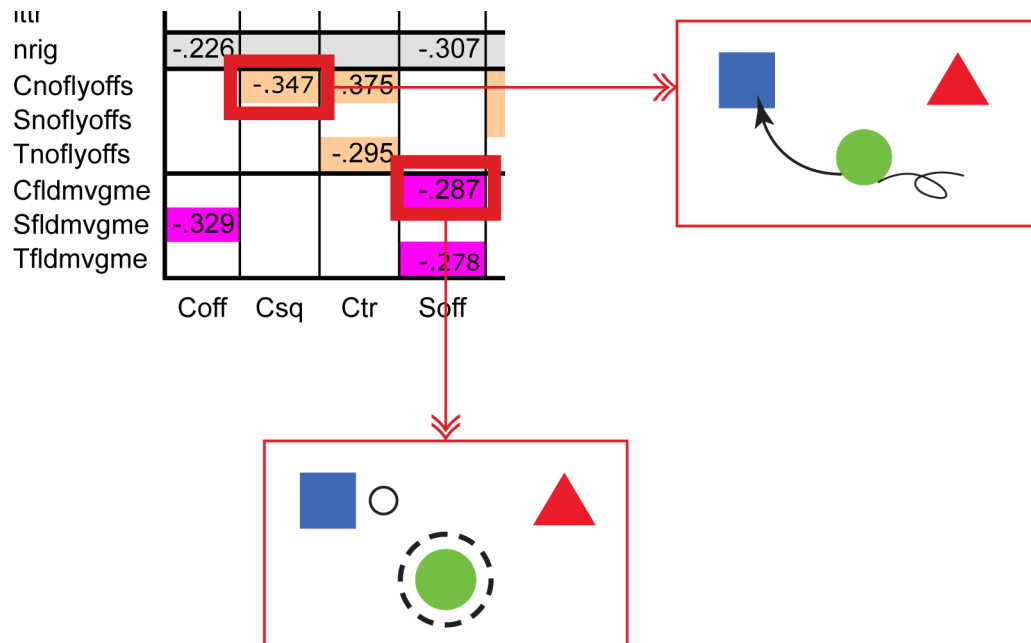 nrig -.226 -.307
Cnoflyoffs -.347 .375
Snoflyoffs
Tnoflyoffs -.295
Cfldmvgme -.287
Sfldmvgme -.329
Tfldmvgme -.278
Coff Csq Ctr Soff